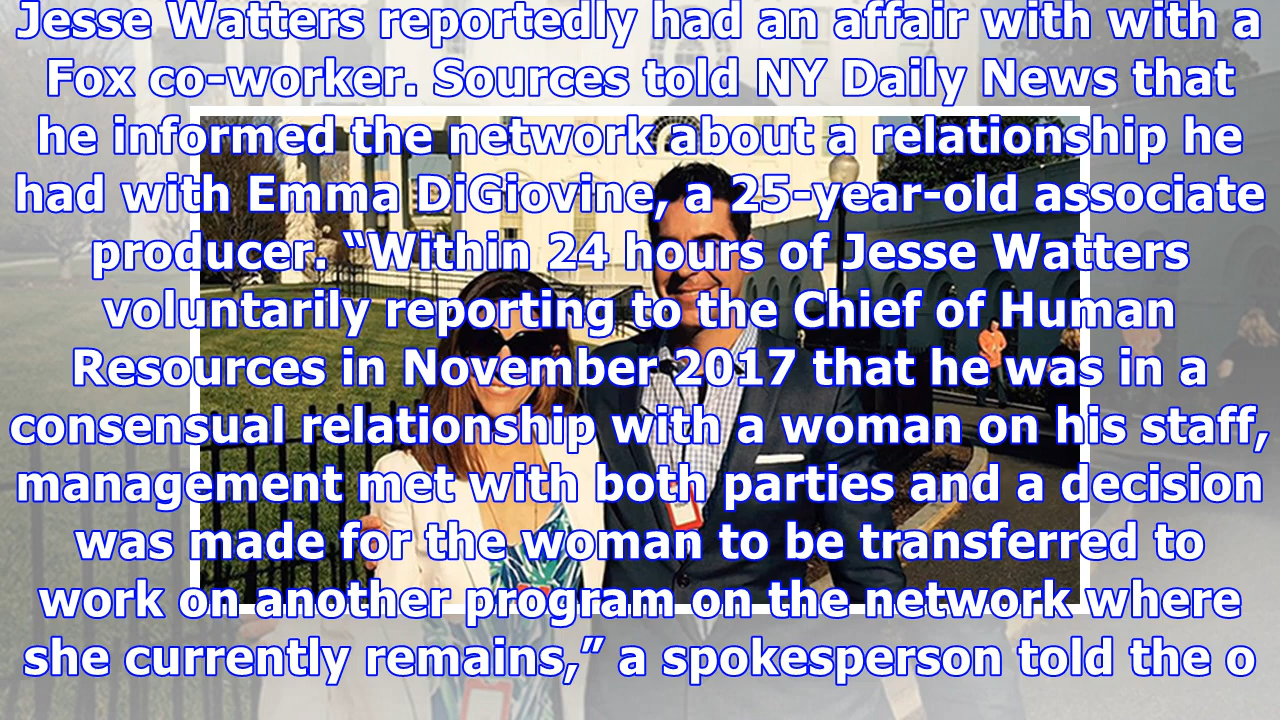 Jesse Watters reportedly had an affair with with a
Fox co-worker. Sources told NY Daily News that
he informed the network about a relationship he
had with Emma DiGiovine, a 25-year-old associate
producer. “Within 24 hours of Jesse Watters
voluntarily reporting to the Chief of Human
Resources in November 2017 that he was in a
consensual relationship with a woman on his staff,
management met with both parties and a decision
was made for the woman to be transferred to
work on another program on the network where
she currently remains,” a spokesperson told the o